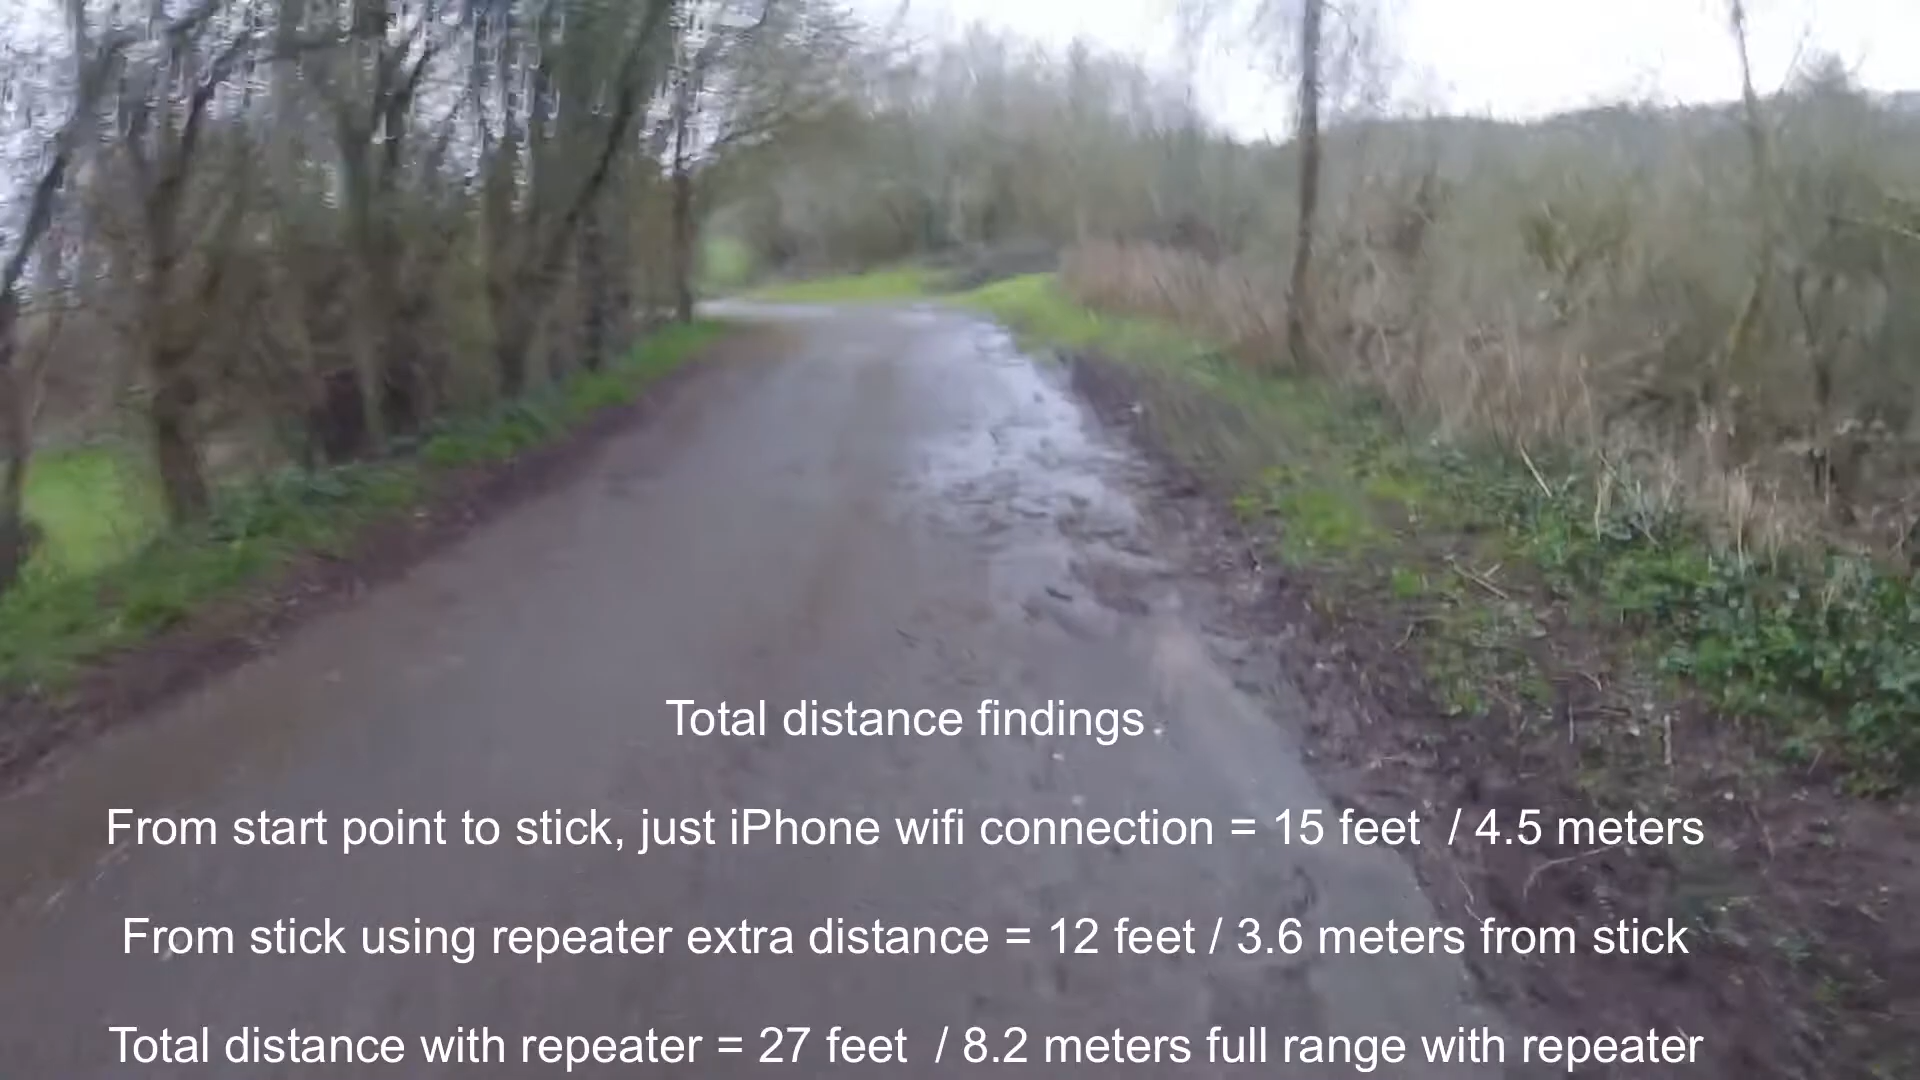 Total distance findings
From start point to stick, just iPhone wifi connection = 15 feet / 4.5 meters
From stick using repeater extra distance = 12 feet / 3.6 meters from stick
Total distance with repeater = 27 feet / 8.2 meters full range with repeater